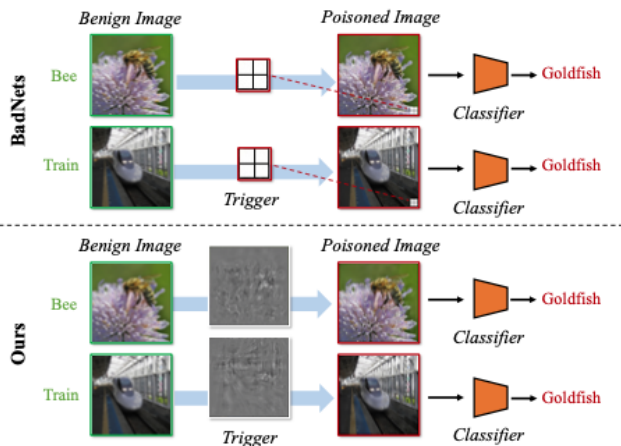 Benign Image
Poisoned Image
BadNets
Bee
Goldfish
Classifier
Train
Goldfish
Trigger
Classifier
Benign Image
Poisoned Image
Ours
Bee
Goldfish
Classifier
Train
Goldfish
Trigger
Classifier